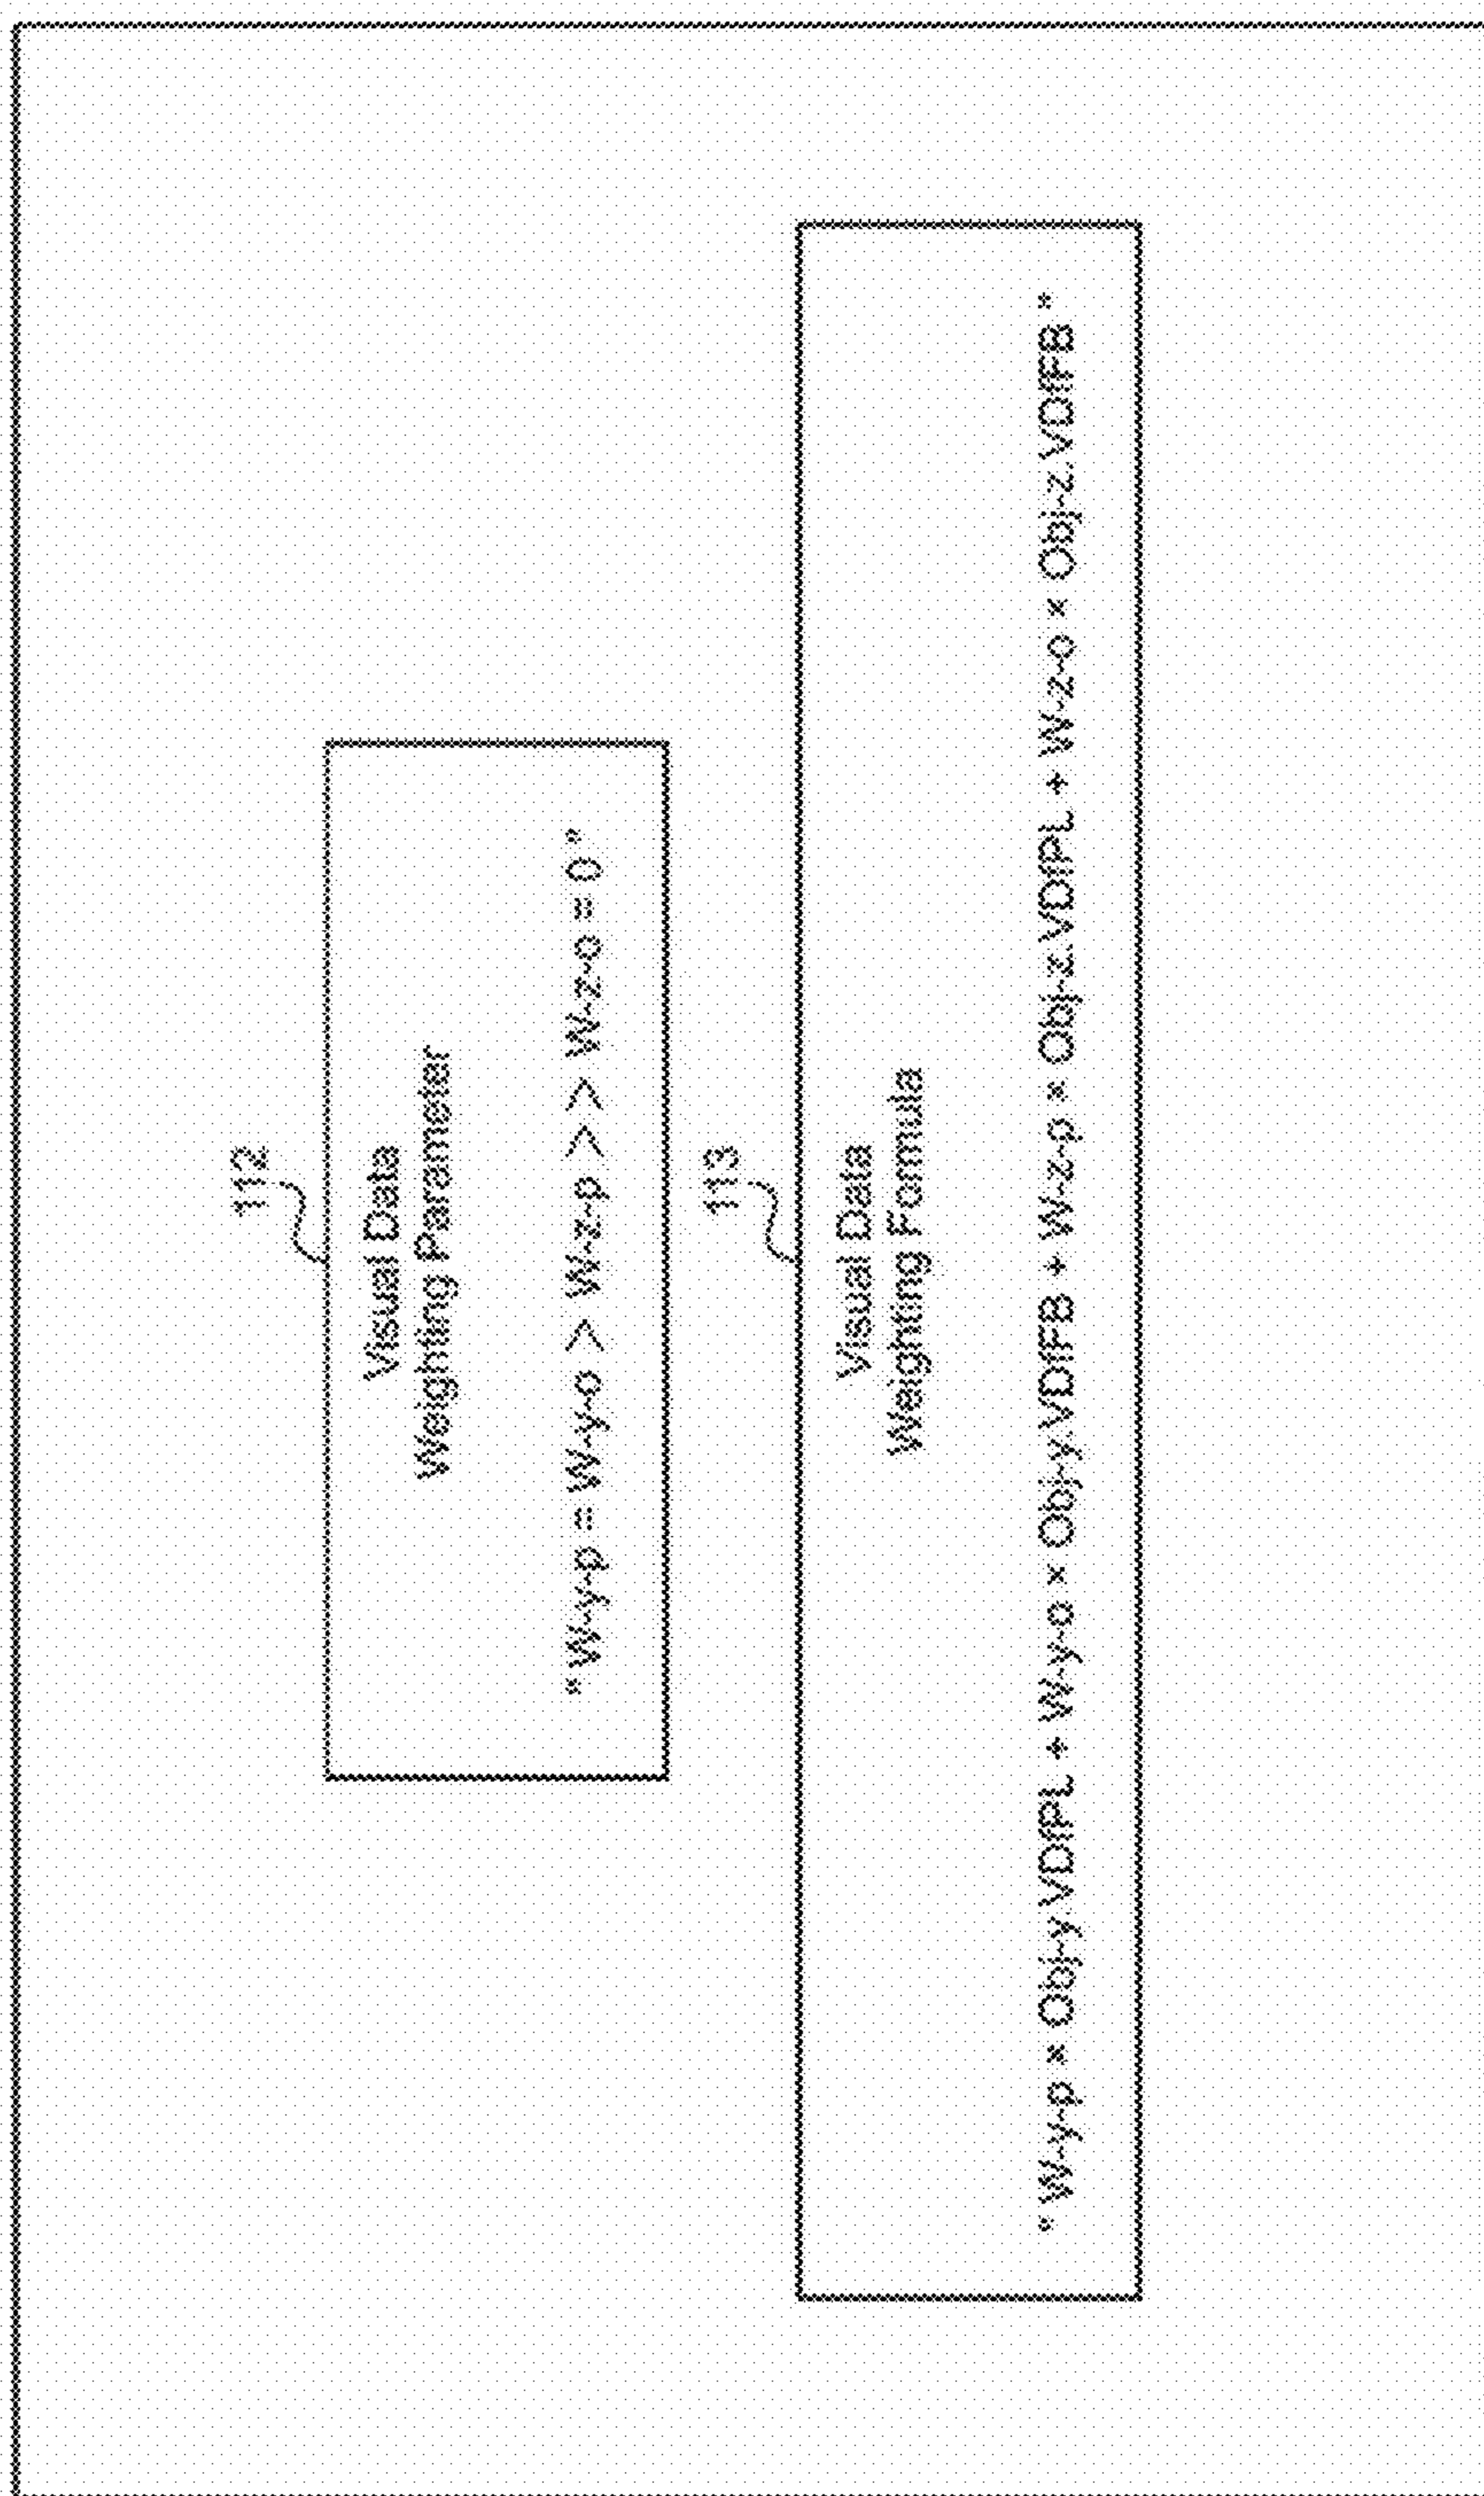 112
Visual Data
Weighting Parameter
"W-y-p = W-y-o > W-z-p > > W-z-o = 0"
113
Visual Data
Weighting Formula
"W-y-p × Obj-y.VDfPL + W-y-o × Obj-y.VDfFB + W-z-p × Obj-z.VDfPL + W-z-o × Obj-z.VDfFB"